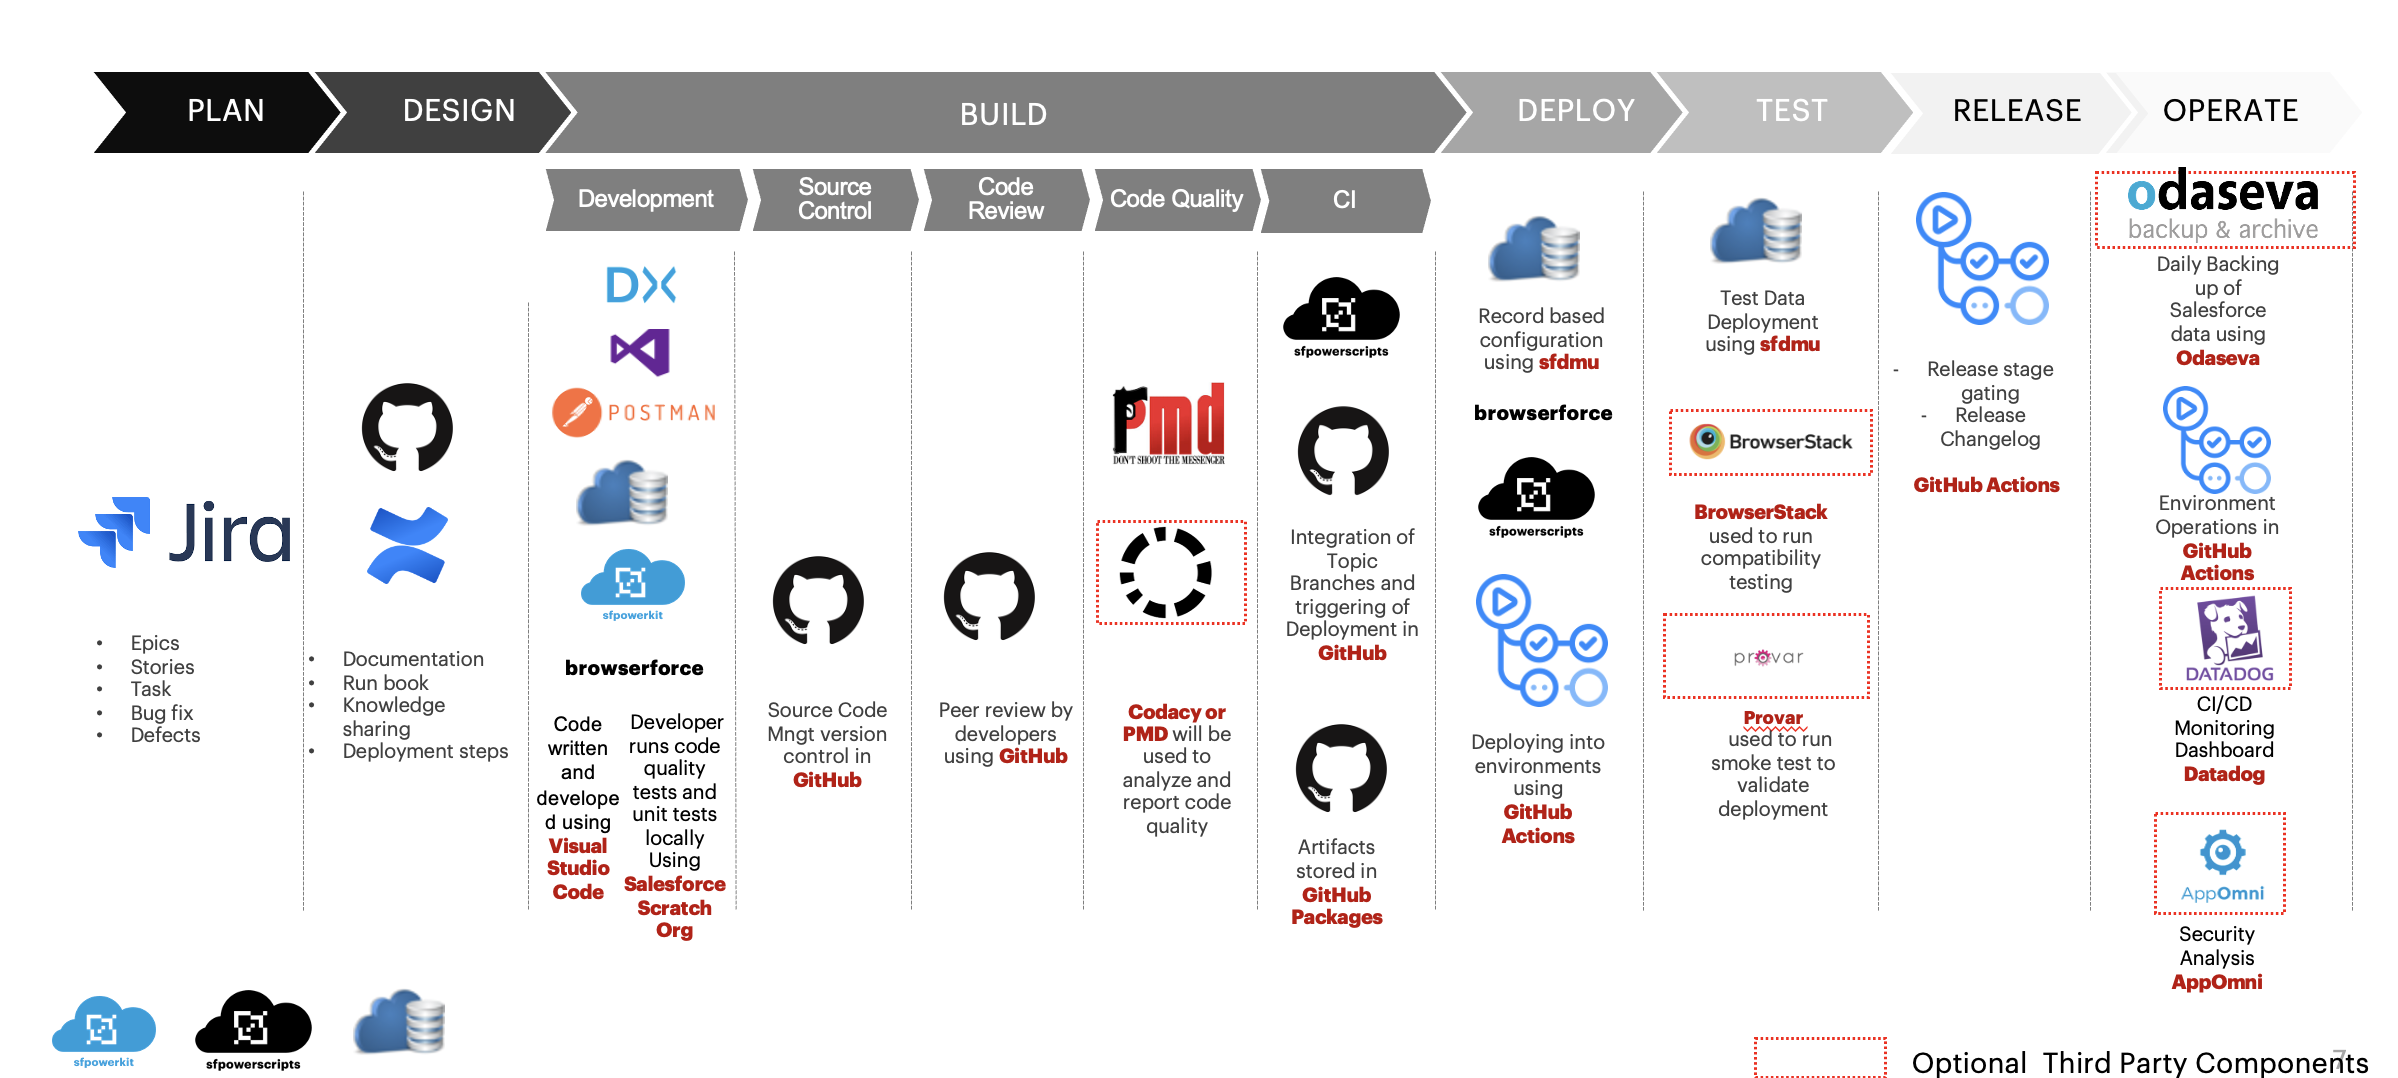 PLAN
DESIGN
BUILD
DEPLOY
TEST
RELEASE
OPERATE
Development
Source
Control
Code
Review
Code Quality
CI
Jira
• Epics
• Stories
• Task
• Bug fix
• Defects
• Documentation
• Run book
• Knowledge
sharing
• Deployment steps
DX
POSTMAN
sfpowerkit
browserforce
Code
written
and
develope
d using
Visual
Studio
Code
Developer
runs code
quality
tests and
unit tests
locally
Using
Salesforce
Scratch
Org
Source Code
Mngt version
control in
GitHub
Peer review by
developers
using GitHub
Pmd
DON'T SHOOT THE MESSENGER
Codacy or
PMD will be
used to
analyze and
report code
quality
sfpowerscripts
Integration of
Topic
Branches and
triggering of
Deployment in
GitHub
Artifacts
stored in
GitHub
Packages
Record based
configuration
using sfdmu
browserforce
sfpowerscripts
Deploying into
environments
using
GitHub
Actions
Test Data
Deployment
using sfdmu
BrowserStack
BrowserStack
used to run
compatibility
testing
provar
Provar
used to run
smoke test to
validate
deployment
- Release stage
gating
- Release
Changelog
GitHub Actions
odaseva
backup & archive
Daily Backing
up of
Salesforce
data using
Odaseva
Environment
Operations in
GitHub
Actions
DATADOG
CI/CD
Monitoring
Dashboard
Datadog
AppOmni
Security
Analysis
AppOmni
sfpowerkit
sfpowerscripts
Optional Third Party Components
7